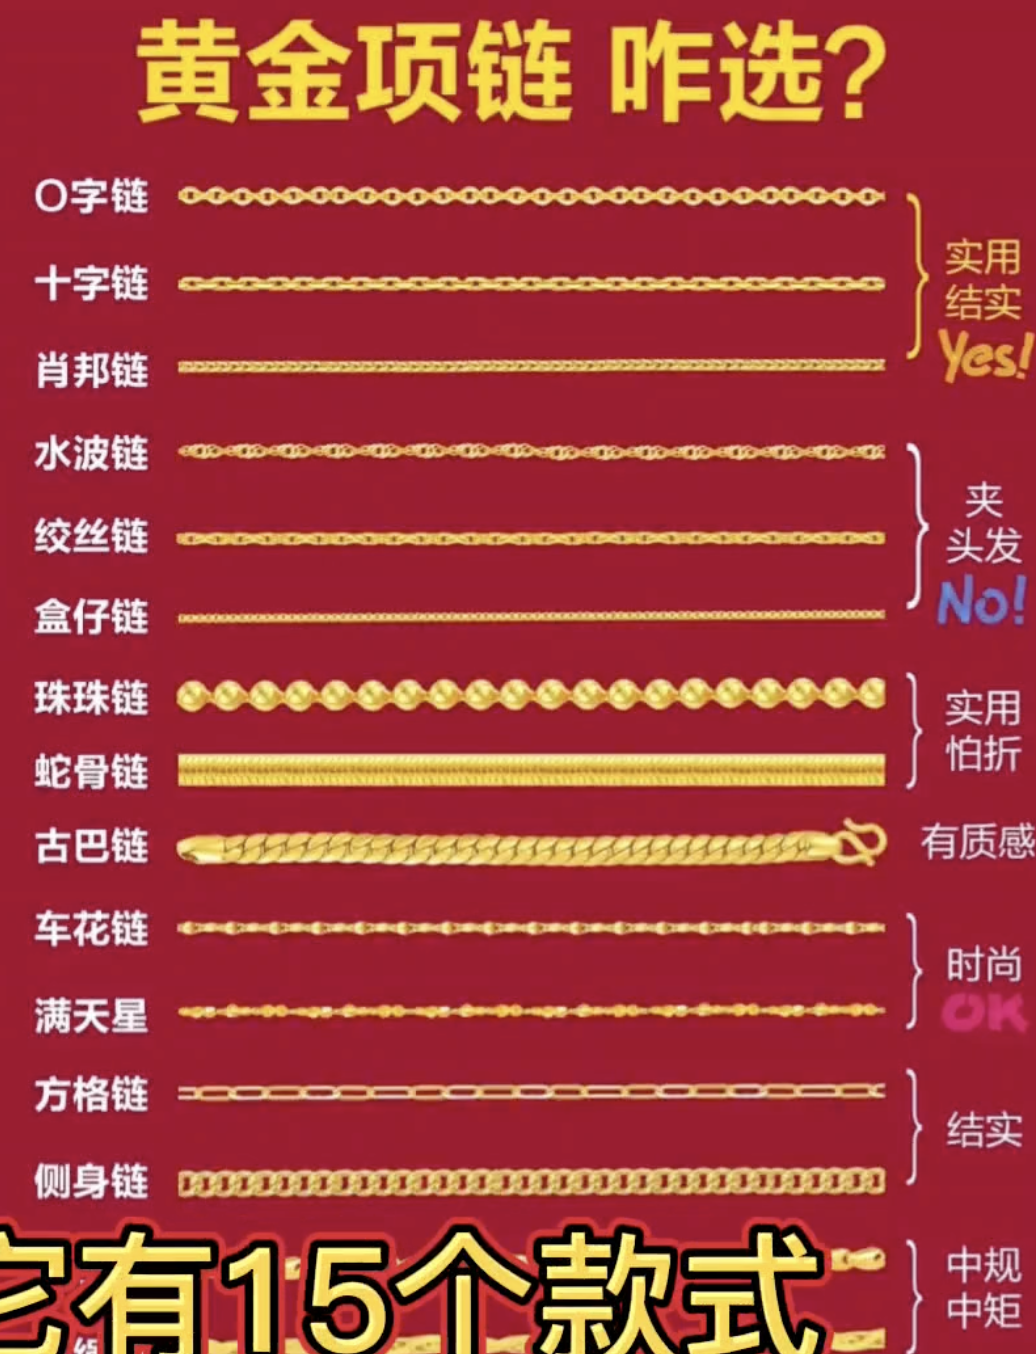 黄金项链 咋选?
O字链
十字链
肖邦链
实用
结实
Yes!
水波链
绞丝链
盒仔链
夹
头发
No!
珠珠链
蛇骨链
实用
怕折
古巴链
有质感
车花链
满天星
时尚
OK
方格链
侧身链
结实
中规
中矩
它有15个款式